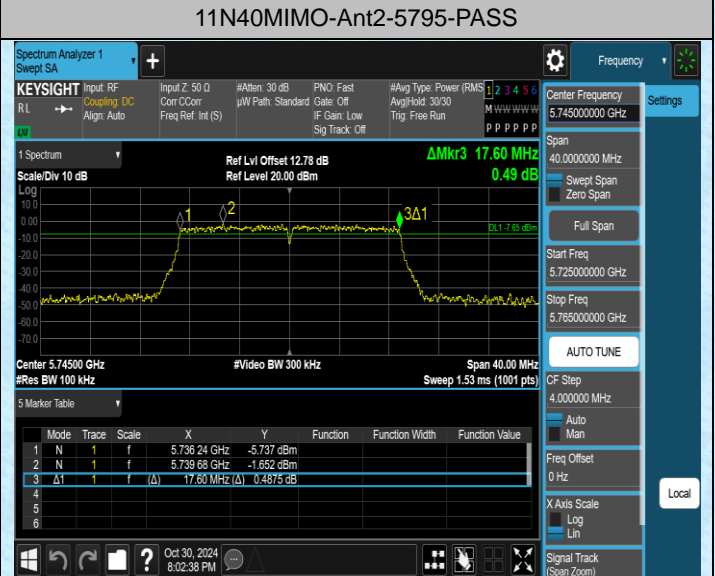 11N40MIMO-Ant2-5795-PASS
Spectrum Analyzer 1
Swept SA
+
Frequency
KEYSIGHT
RL
LXI
Input: RF
Coupling: DC
Align: Auto
Input Z: 50 Ω
Corr CCorr
Freq Ref: Int (S)
#Atten: 30 dB
µW Path: Standard
PNO: Fast
Gate: Off
IF Gain: Low
Sig Track: Off
#Avg Type: Power (RMS
Avg|Hold: 30/30
Trig: Free Run
1 2 3 4 5 6
M W W W W W
P P P P P P
Center Frequency
5.745000000 GHz
Settings
Span
40.0000000 MHz
Swept Span
Zero Span
Full Span
Start Freq
5.725000000 GHz
Stop Freq
5.765000000 GHz
AUTO TUNE
CF Step
4.000000 MHz
Auto
Man
Freq Offset
0 Hz
X Axis Scale
Log
Lin
Signal Track
(Span Zoom)
Local
1 Spectrum
Scale/Div 10 dB
Ref Lvl Offset 12.78 dB
Ref Level 20.00 dBm
ΔMkr3 17.60 MHz
0.49 dB
Log
10.0
0.00
-10.0
-20.0
-30.0
-40.0
-50.0
-60.0
-70.0
1
2
3Δ1
DL1 -7.65 dBm
Center 5.74500 GHz
#Video BW 300 kHz
Span 40.00 MHz
#Res BW 100 kHz
Sweep 1.53 ms (1001 pts)
5 Marker Table
Mode Trace Scale X Y Function Function Width Function Value
1 N 1 f 5.736 24 GHz -5.737 dBm
2 N 1 f 5.739 68 GHz -1.652 dBm
3 Δ1 1 f (Δ) 17.60 MHz (Δ) 0.4875 dB
4
5
6
?
Oct 30, 2024
8:02:38 PM